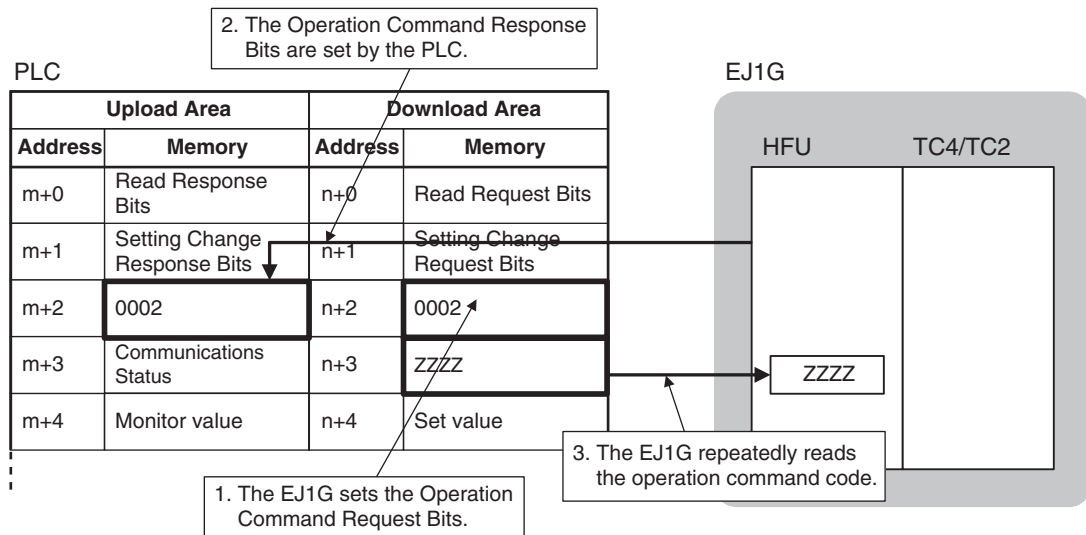 2. The Operation Command Response
Bits are set by the PLC.
PLC
EJ1G
Upload Area
Download Area
Address
Memory
Address
Memory
HFU
TC4/TC2
m+0
Read Response
Bits
n+0
Read Request Bits
m+1
Setting Change
Response Bits
n+1
Setting Change
Request Bits
m+2
0002
n+2
0002
m+3
Communications
Status
n+3
ZZZZ
ZZZZ
m+4
Monitor value
n+4
Set value
3. The EJ1G repeatedly reads
the operation command code.
1. The EJ1G sets the Operation
Command Request Bits.